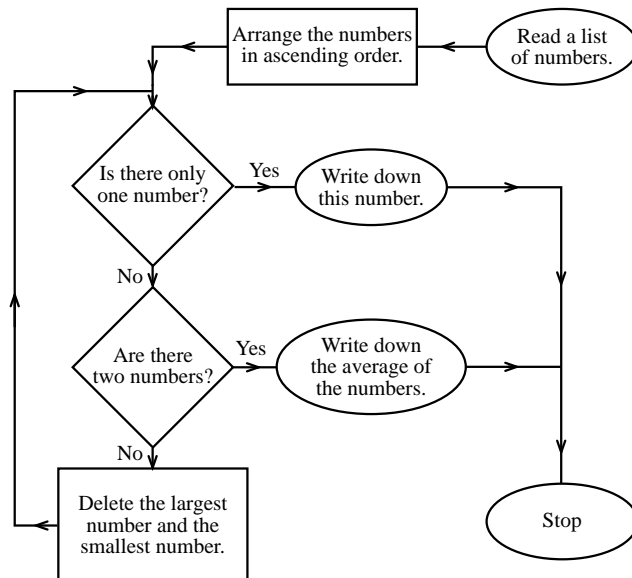 Read a list
of numbers.
Arrange the numbers
in ascending order.
Is there only
one number?
Yes
Write down
this number.
No
Are there
two numbers?
Yes
Write down
the average of
the numbers.
No
Delete the largest
number and the
smallest number.
Stop